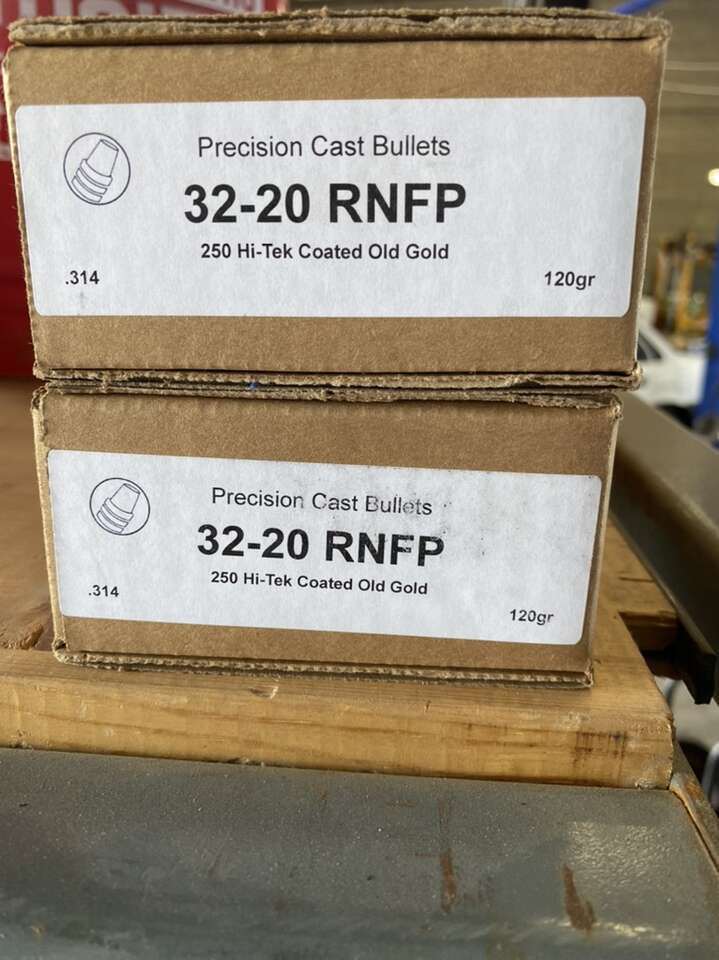 Precision Cast Bullets
32-20 RNFP
250 Hi-Tek Coated Old Gold
.314 120gr
Precision Cast Bullets
32-20 RNFP
250 Hi-Tek Coated Old Gold
.314 120gr